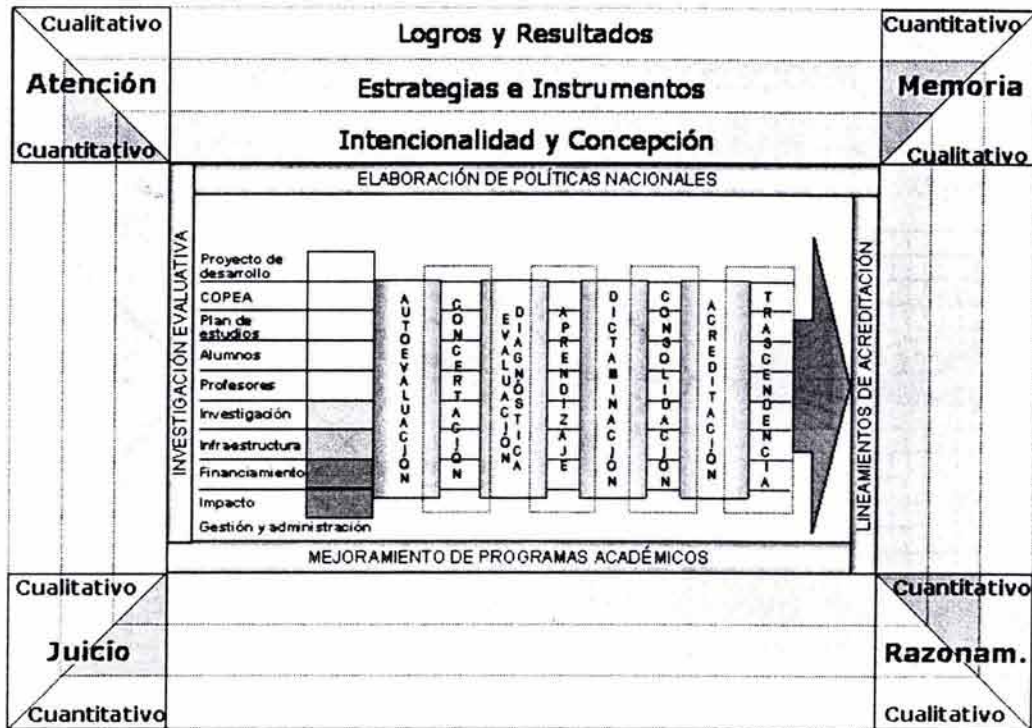 Cualitativo
Logros y Resultados
Cuantitativo
Atención
Estrategias e Instrumentos
Memoria
Cuantitativo
Intencionalidad y Concepción
Cualitativo
ELABORACIÓN DE POLÍTICAS NACIONALES
INVESTIGACIÓN EVALUATIVA
Proyecto de
desarrollo
COPEA
Plan de
estudios
Alumnos
Profesores
Investigación
Infraestructura
Financiamiento
Impacto
Gestión y administración
AUTOEVALUACIÓN
CONCERTACIÓN
EVALUACIÓN
DIAGNÓSTICA
APRENDIZAJE
DICTAMINACIÓN
CONSOLIDACIÓN
ACREDITACIÓN
TRASCENDENCIA
LINEAMIENTOS DE ACREDITACIÓN
MEJORAMIENTO DE PROGRAMAS ACADÉMICOS
Cualitativo
Cuantitativo
Juicio
Razonam.
Cuantitativo
Cualitativo